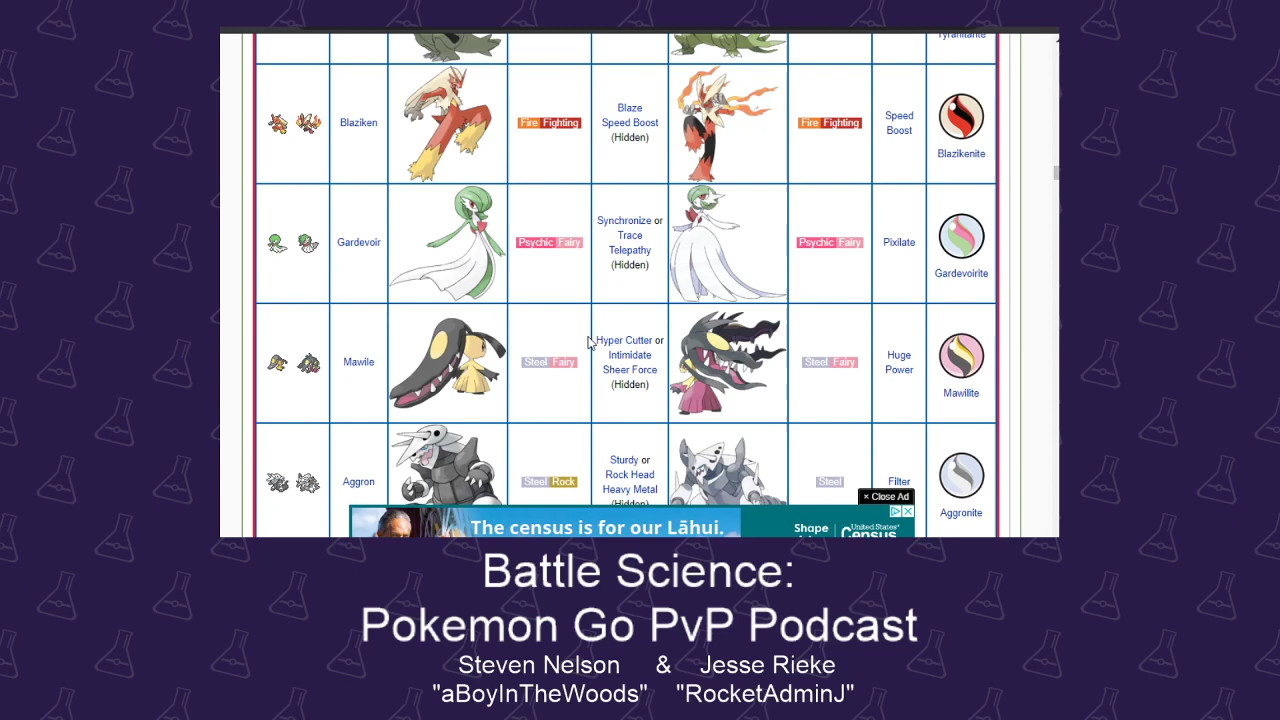 Tyranitarite
Blaziken
Fire Fighting
Blaze
Speed Boost
(Hidden)
Fire Fighting
Speed
Boost
Blazikenite
Gardevoir
Psychic Fairy
Synchronize or
Trace
Telepathy
(Hidden)
Psychic Fairy
Pixilate
Gardevoirite
Mawile
Steel Fairy
Hyper Cutter or
Intimidate
Sheer Force
(Hidden)
Steel Fairy
Huge
Power
Mawilite
Aggron
Steel Rock
Sturdy or
Rock Head
Heavy Metal
(Hidden)
Steel
Filter
Aggronite
× Close Ad
The census is for our Lāhui.
Shape
United States®
Census
Battle Science:
Pokemon Go PvP Podcast
Steven Nelson & Jesse Rieke
"aBoyInTheWoods" "RocketAdminJ"